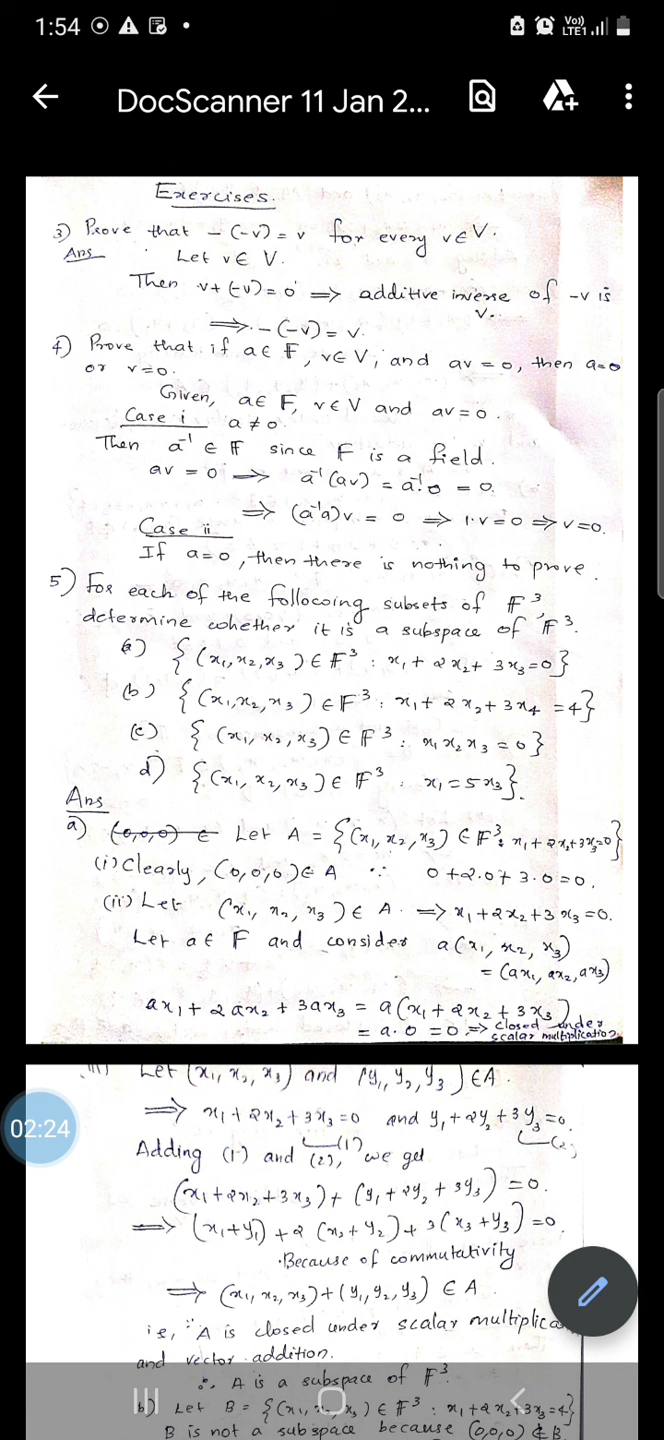 1:54
Vo))
LTE1
DocScanner 11 Jan 2...
Exercises.
3) Prove that – (–v) = v for every v ∈ V.
Ans Let v ∈ V.
Then v + (–v) = 0 ⟹ additive inverse of –v is
v.
⟹ – (–v) = v.
4) Prove that if a ∈ F, v ∈ V, and av = 0, then a = 0
or v = 0.
Given, a ∈ F, v ∈ V and av = 0.
Case i a ≠ 0.
Then a⁻¹ ∈ F since F is a field.
av = 0 ⟹ a⁻¹(av) = a⁻¹.0 = 0.
⟹ (a⁻¹a)v = 0 ⟹ 1.v = 0 ⟹ v = 0.
Case ii
If a = 0, then there is nothing to prove.
5) For each of the following subsets of F³,
determine whether it is a subspace of F³.
(a) {(x₁, x₂, x₃) ∈ F³ : x₁ + 2x₂ + 3x₃ = 0}
(b) {(x₁, x₂, x₃) ∈ F³ : x₁ + 2x₂ + 3x₄ = 4}
(c) {(x₁, x₂, x₃) ∈ F³ : x₁x₂x₃ = 0}
d) {(x₁, x₂, x₃) ∈ F³ : x₁ = 5x₃}.
Ans
a) (0,0,0) ∈ Let A = {(x₁, x₂, x₃) ∈ F³: x₁ + 2x₂ + 3x₃ = 0}
(i) Clearly, (0,0,0) ∈ A ∵ 0 + 2.0 + 3.0 = 0.
(ii) Let (x₁, x₂, x₃) ∈ A. ⟹ x₁ + 2x₂ + 3x₃ = 0.
Let a ∈ F and consider a(x₁, x₂, x₃)
= (ax₁, ax₂, ax₃)
ax₁ + 2ax₂ + 3ax₃ = a(x₁ + 2x₂ + 3x₃)
= a.0 = 0 ⟹ closed under
scalar multiplication.
Let (x₁, x₂, x₃) and (y₁, y₂, y₃) ∈ A.
02:24
⟹ x₁ + 2x₂ + 3x₃ = 0 and y₁ + 2y₂ + 3y₃ = 0.
(1) (2)
Adding (1) and (2), we get
(x₁ + 2x₂ + 3x₃) + (y₁ + 2y₂ + 3y₃) = 0.
⟹ (x₁ + y₁) + 2(x₂ + y₂) + 3(x₃ + y₃) = 0.
Because of commutativity
⟹ (x₁, x₂, x₃) + (y₁, y₂, y₃) ∈ A.
ie, A is closed under scalar
and vector addition.
∴ A is a subspace of F³.
b) Let B = {(x₁, x₂, x₃) ∈ F³ : x₁ + 2x₂ + 3x₃ = 4}
B is not a subspace because (0,0,0) ∉ B